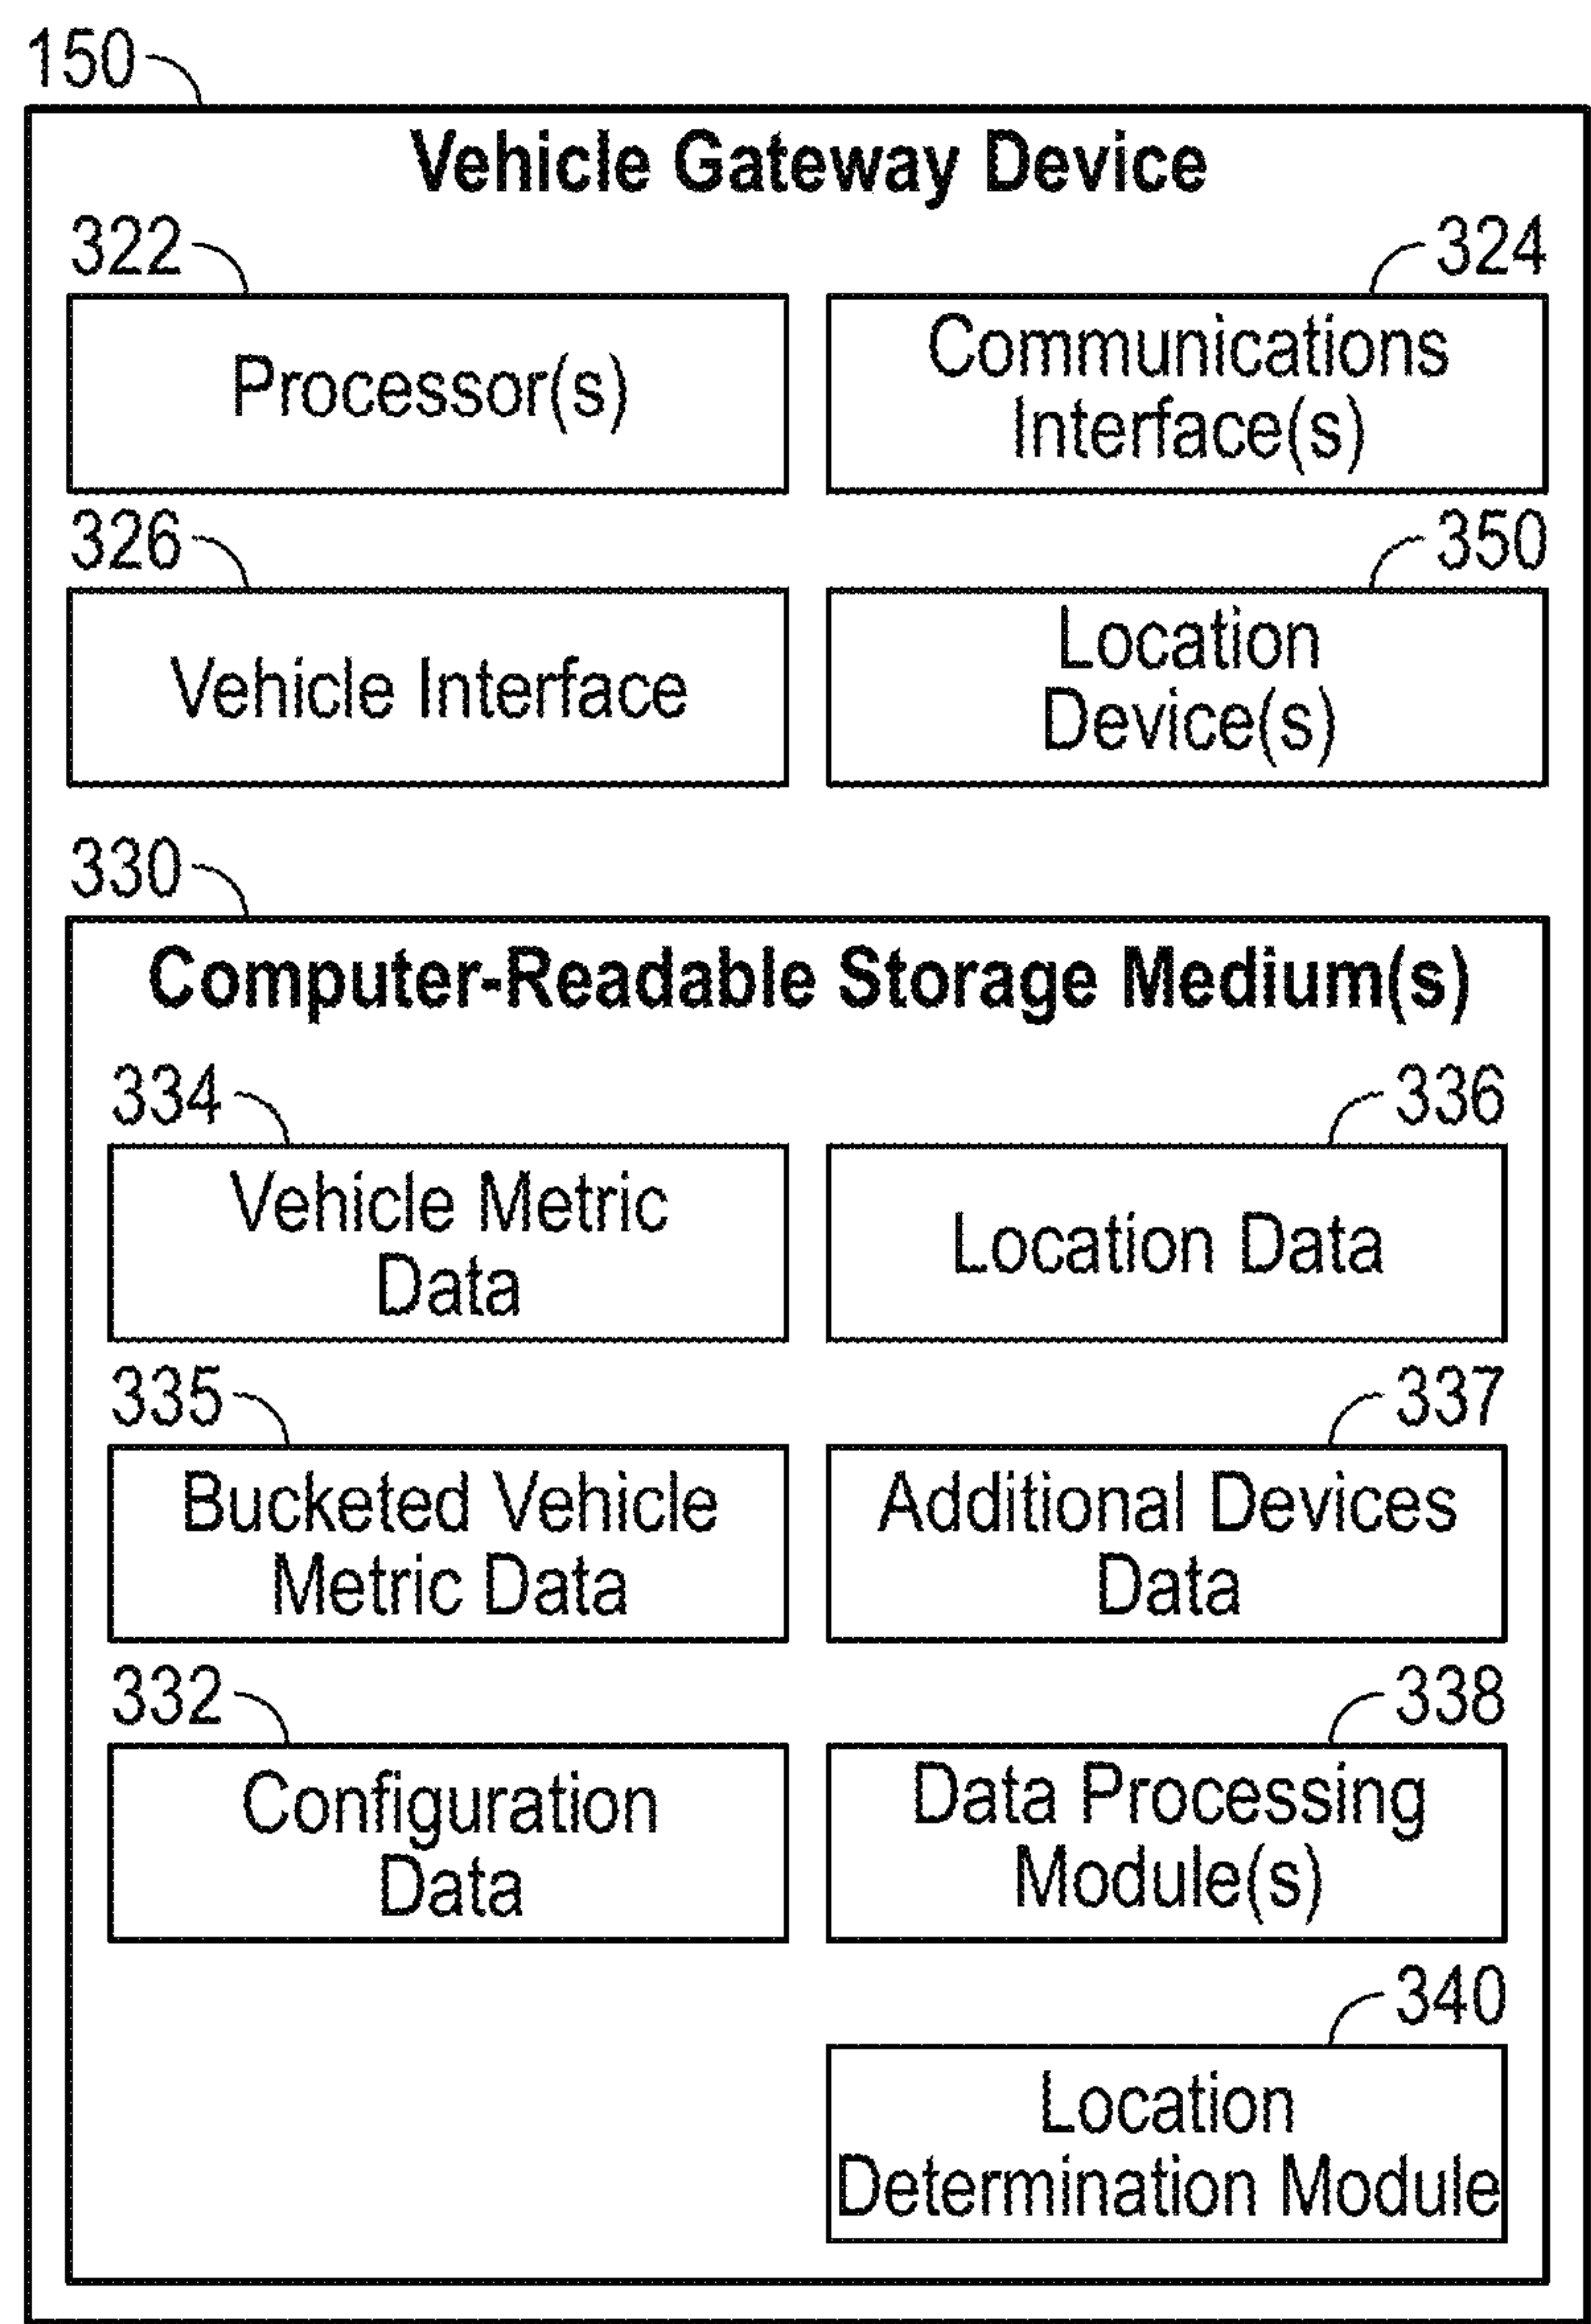 150
Vehicle Gateway Device
322
324
Processor(s)
Communications
Interface(s)
326
350
Vehicle Interface
Location
Device(s)
330
Computer-Readable Storage Medium(s)
334
336
Vehicle Metric
Data
Location Data
335
337
Bucketed Vehicle
Metric Data
Additional Devices
Data
332
338
Configuration
Data
Data Processing
Module(s)
340
Location
Determination Module